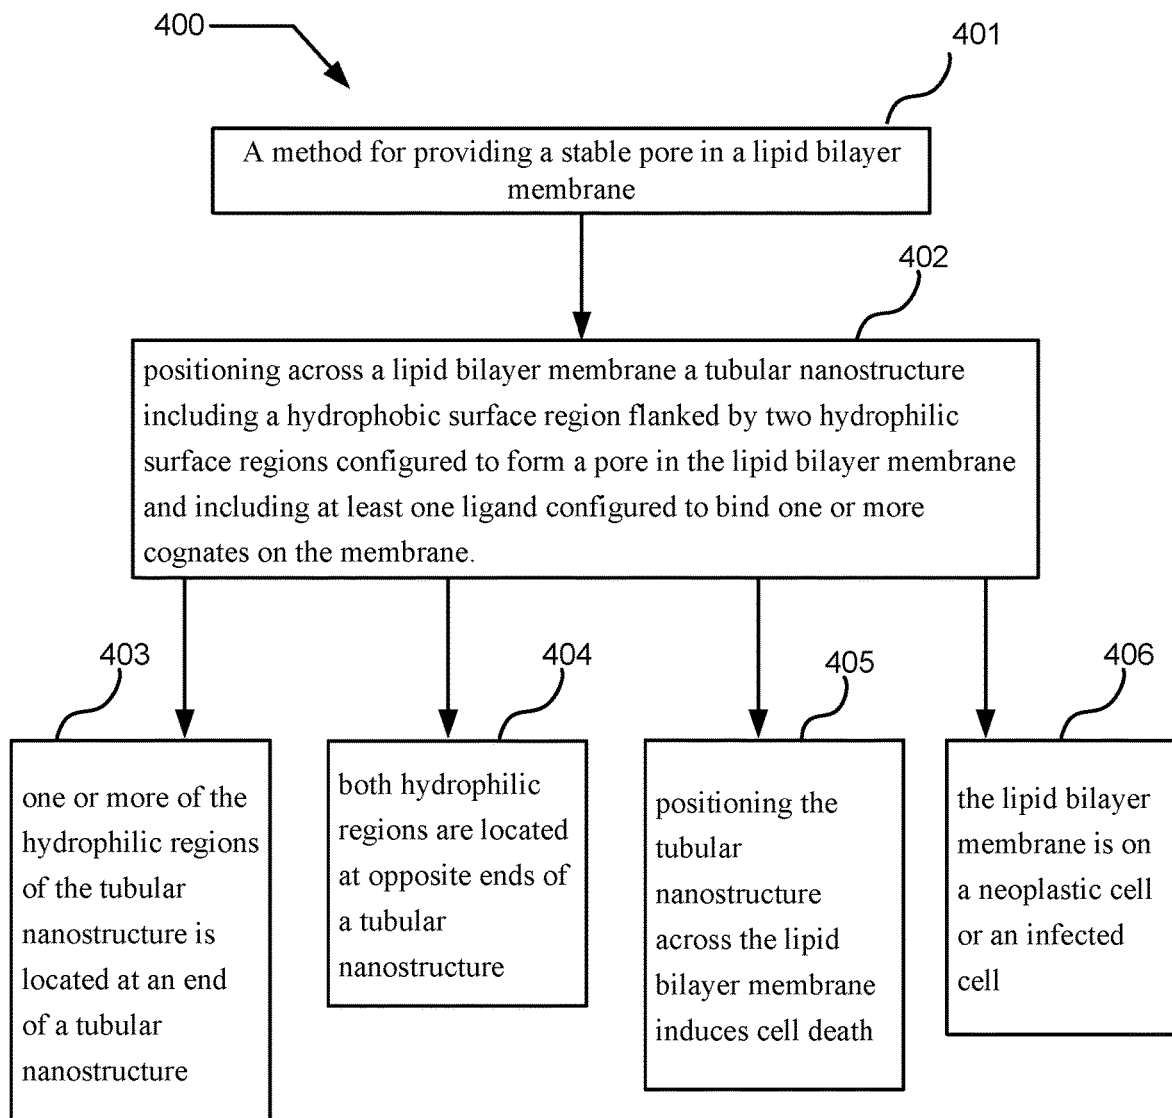 400
401
A method for providing a stable pore in a lipid bilayer
membrane
402
positioning across a lipid bilayer membrane a tubular nanostructure
including a hydrophobic surface region flanked by two hydrophilic
surface regions configured to form a pore in the lipid bilayer membrane
and including at least one ligand configured to bind one or more
cognates on the membrane.
403
one or more of the
hydrophilic regions
of the tubular
nanostructure is
located at an end
of a tubular
nanostructure
404
both hydrophilic
regions are located
at opposite ends of
a tubular
nanostructure
405
positioning the
tubular
nanostructure
across the lipid
bilayer membrane
induces cell death
406
the lipid bilayer
membrane is on
a neoplastic cell
or an infected
cell